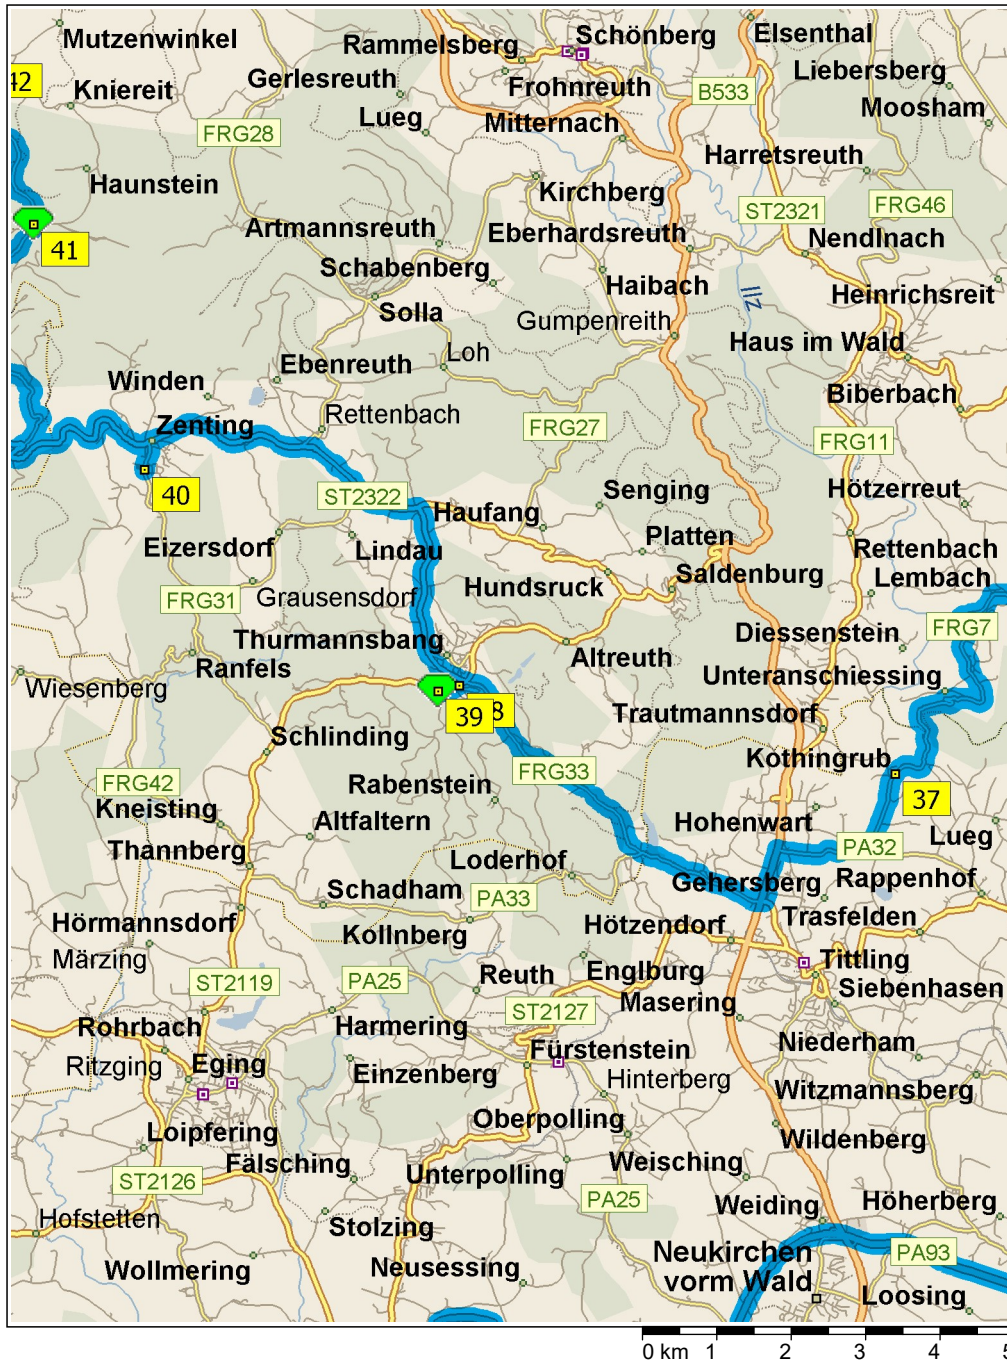 Mutzenwinkel
Rammelsberg
Schönberg
Elsenthal
42
Kniereit
Gerlesreuth
Frohnreuth
B533
Liebersberg
Moosham
FRG28
Lueg
Mitternach
Harretsreuth
Haunstein
Kirchberg
ST2321
FRG46
41
Artmannsreuth
Eberhardsreuth
Nendlnach
Schabenberg
Haibach
Ilz
Heinrichsreit
Solla
Gumpenreith
Haus im Wald
Loh
Winden
Ebenreuth
Biberbach
Zenting
Rettenbach
FRG27
FRG11
40
ST2322
Senging
Hötzerreut
Haufang
Eizersdorf
Lindau
Platten
Rettenbach
Hundsruck
Saldenburg
Lembach
FRG31
Grausensdorf
FRG7
Thurmannsbang
Diessenstein
Wiesenberg
Ranfels
Altreuth
Unteranschiessing
39
8
Trautmannsdorf
Schlinding
FRG33
Kothingrub
FRG42
Rabenstein
37
Kneisting
Altfaltern
Hohenwart
Lueg
Thannberg
Loderhof
PA32
Schadham
PA33
Gehersberg
Rappenhof
Hörmannsdorf
Kollnberg
Hötzendorf
Trasfelden
Märzing
ST2119
PA25
Reuth
Englburg
Tittling
Masering
Siebenhasen
Rohrbach
Harmering
ST2127
Niederham
Ritzging
Eging
Einzenberg
Fürstenstein
Hinterberg
Witzmannsberg
Loipfering
Oberpolling
Wildenberg
Fälsching
Unterpolling
Weisching
ST2126
PA25
Weiding
Höherberg
Hofstetten
Stolzing
Neukirchen
vorm Wald
PA93
Wollmering
Neusessing
Loosing
0 km 1 2 3 4 5